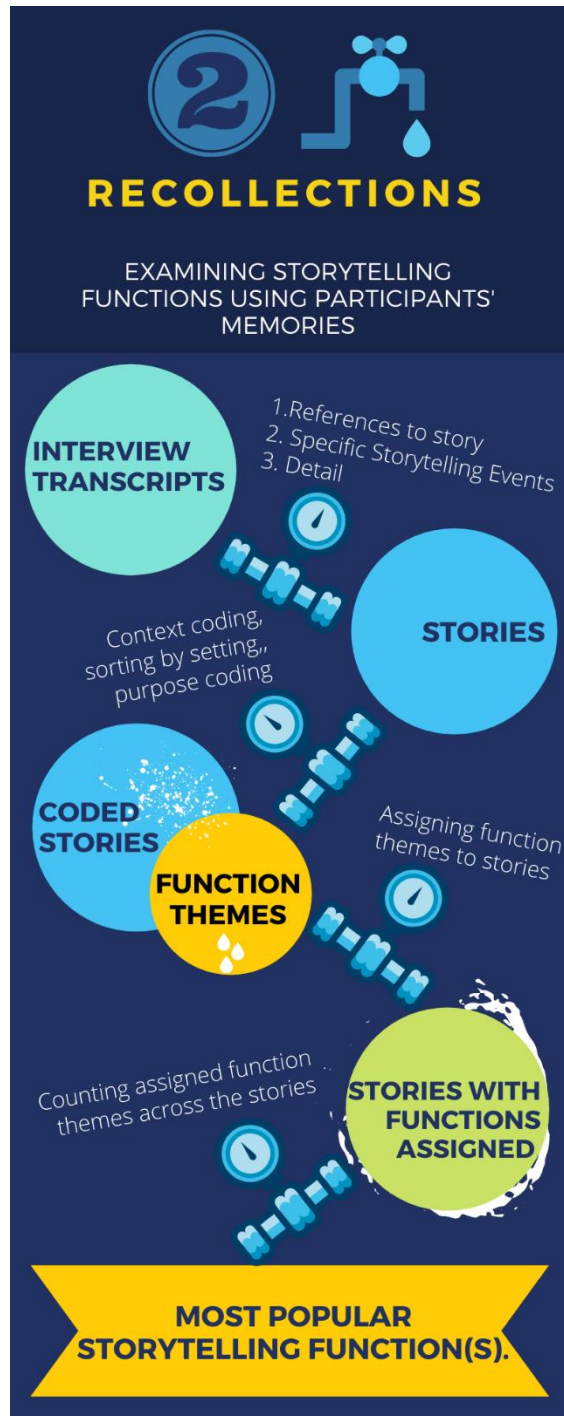 2
RECOLLECTIONS
EXAMINING STORYTELLING
FUNCTIONS USING PARTICIPANTS'
MEMORIES
INTERVIEW
TRANSCRIPTS
1.References to story
2. Specific Storytelling Events
3. Detail
STORIES
Context coding,
sorting by setting,,
purpose coding
CODED
STORIES
FUNCTION
THEMES
Assigning function
themes to stories
STORIES WITH
FUNCTIONS
ASSIGNED
Counting assigned function
themes across the stories
MOST POPULAR
STORYTELLING FUNCTION(S).